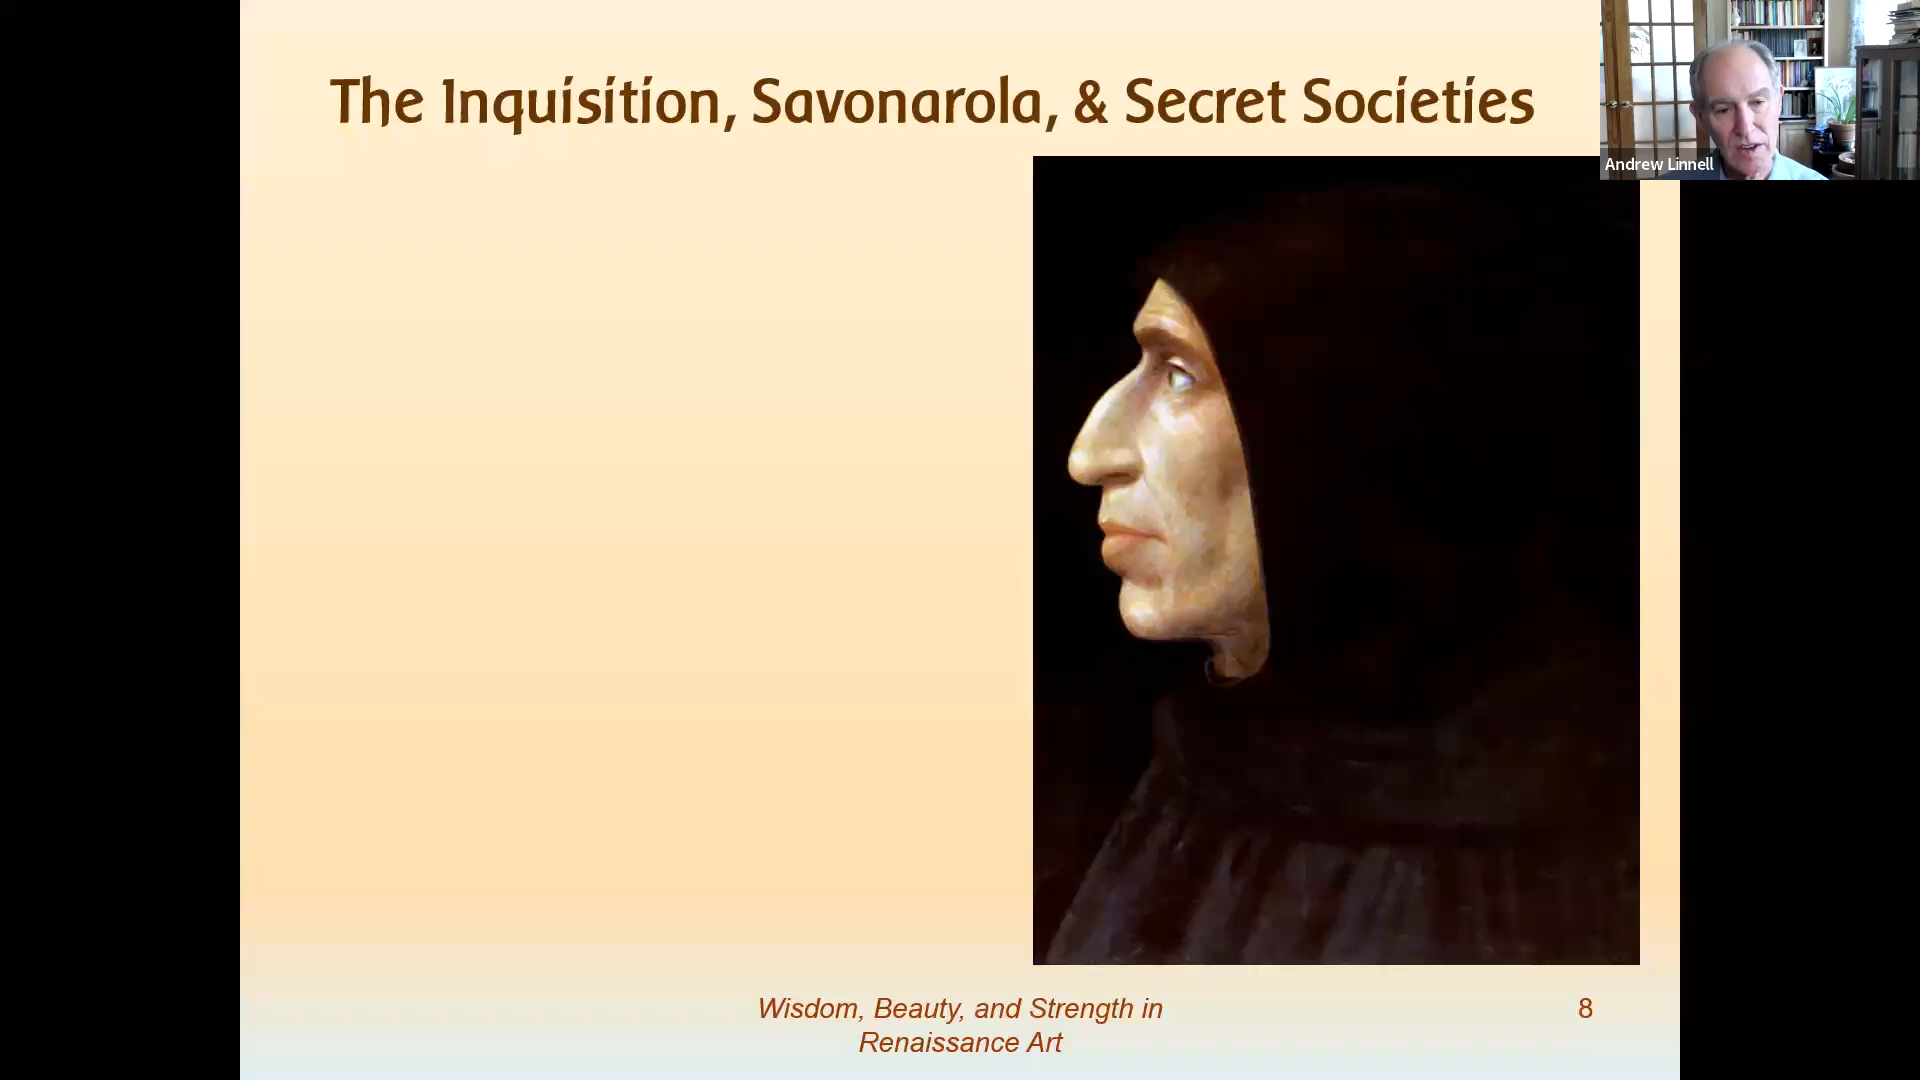 The Inquisition, Savonarola, & Secret Societies
Andrew Linnell
Wisdom, Beauty, and Strength in
Renaissance Art
8